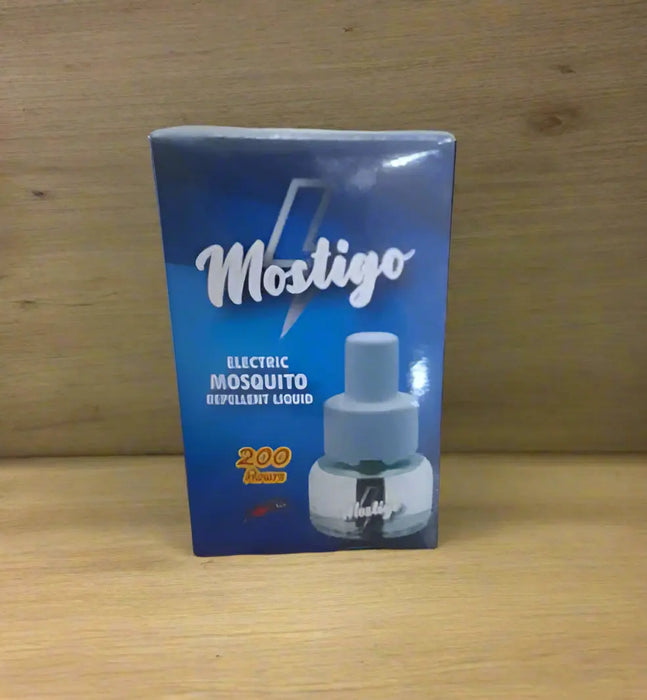 Mostigo
ELECTRIC
MOSQUITO
REPELLENT LIQUID
200
Hours
Mostigo